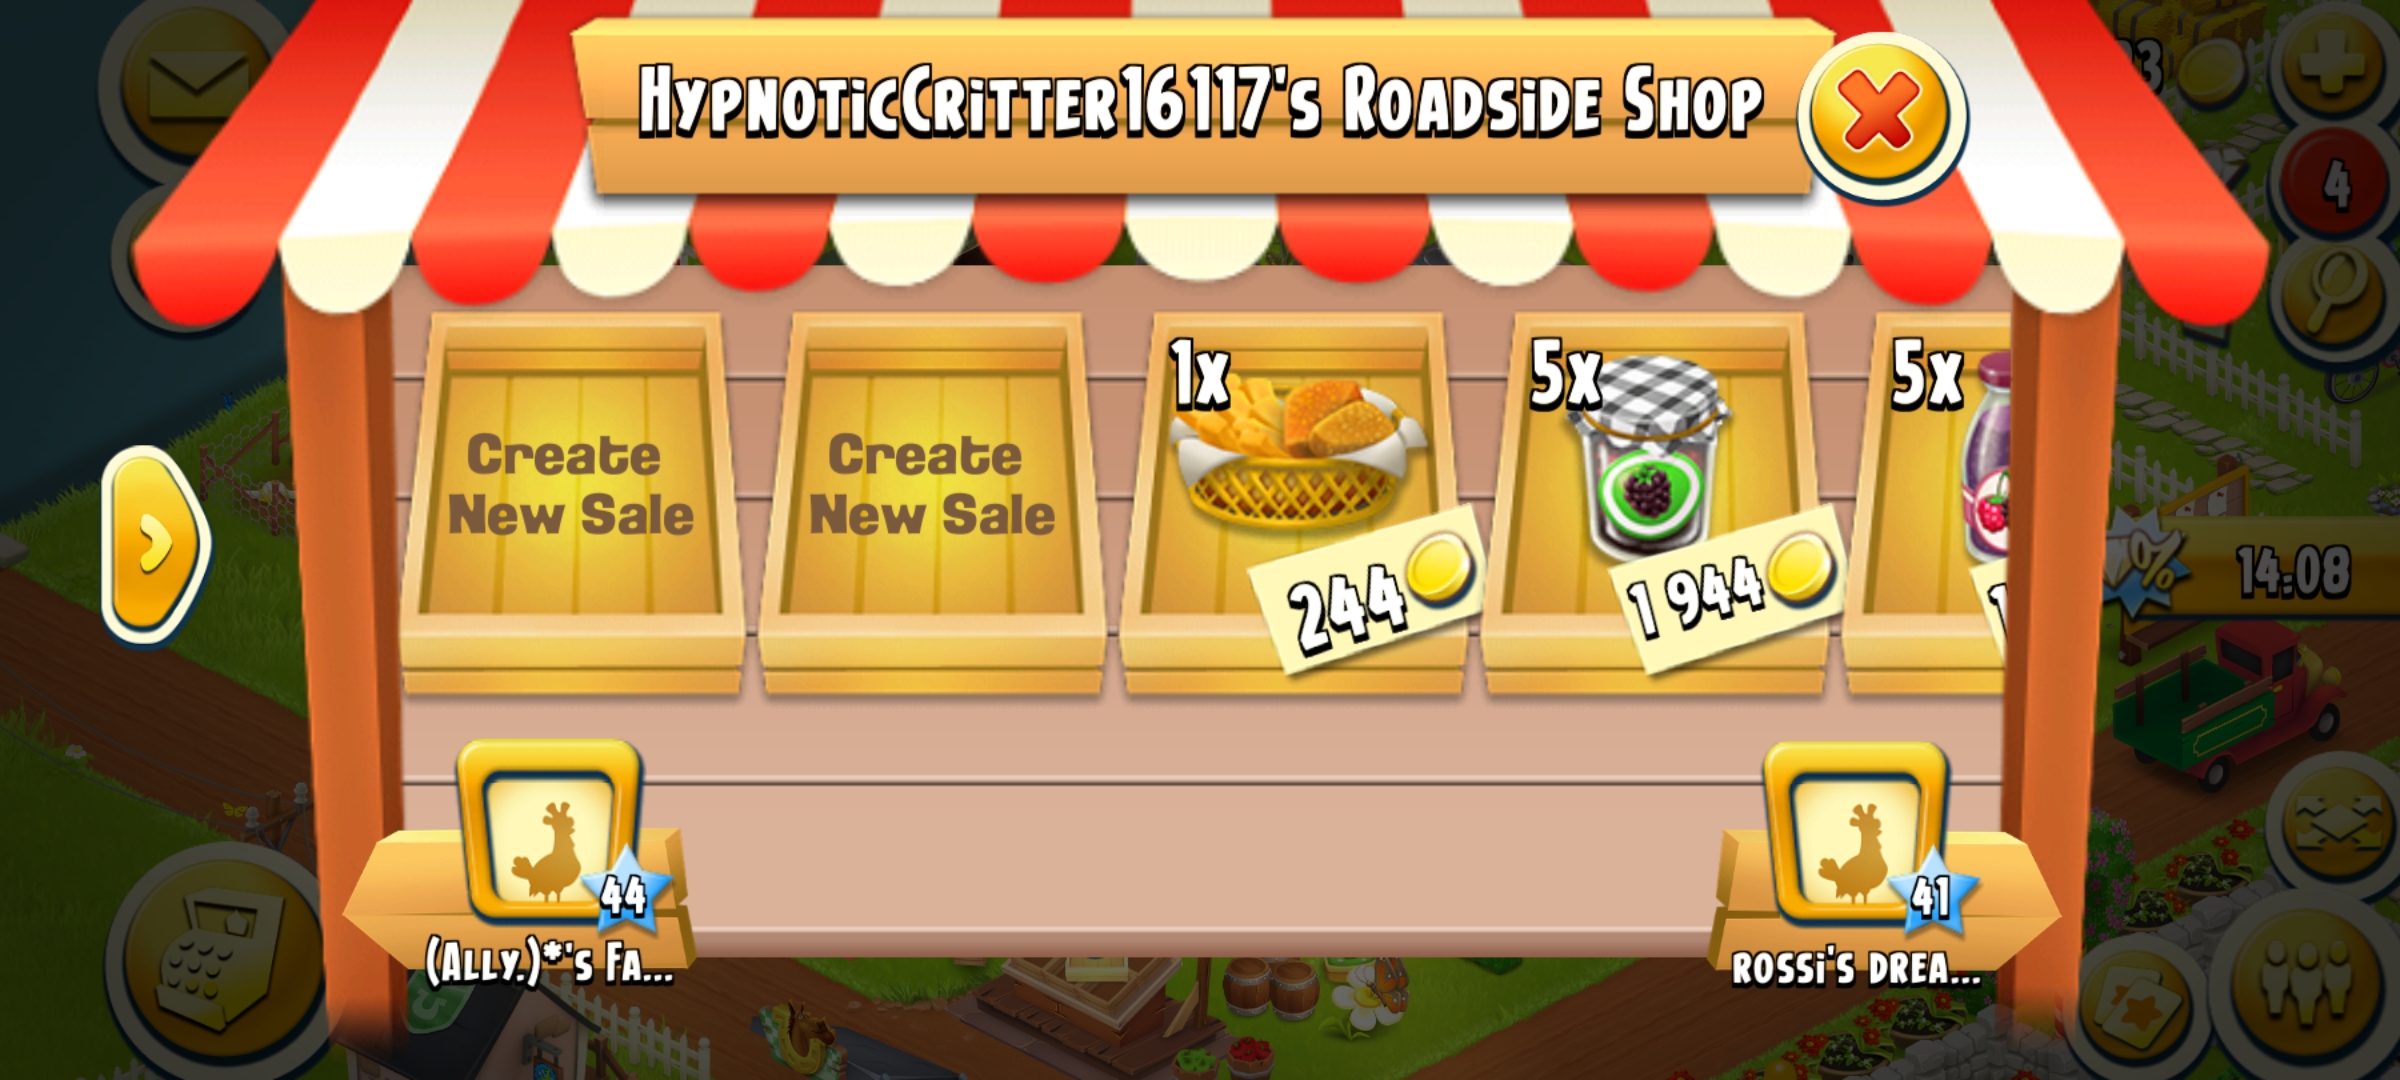 HypnoticCritter16117's Roadside Shop
4
1x
5x
5x
Create
New Sale
Create
New Sale
244
1 944
14:08
44
41
(Ally.)*'s Fa...
Rossi's drea...